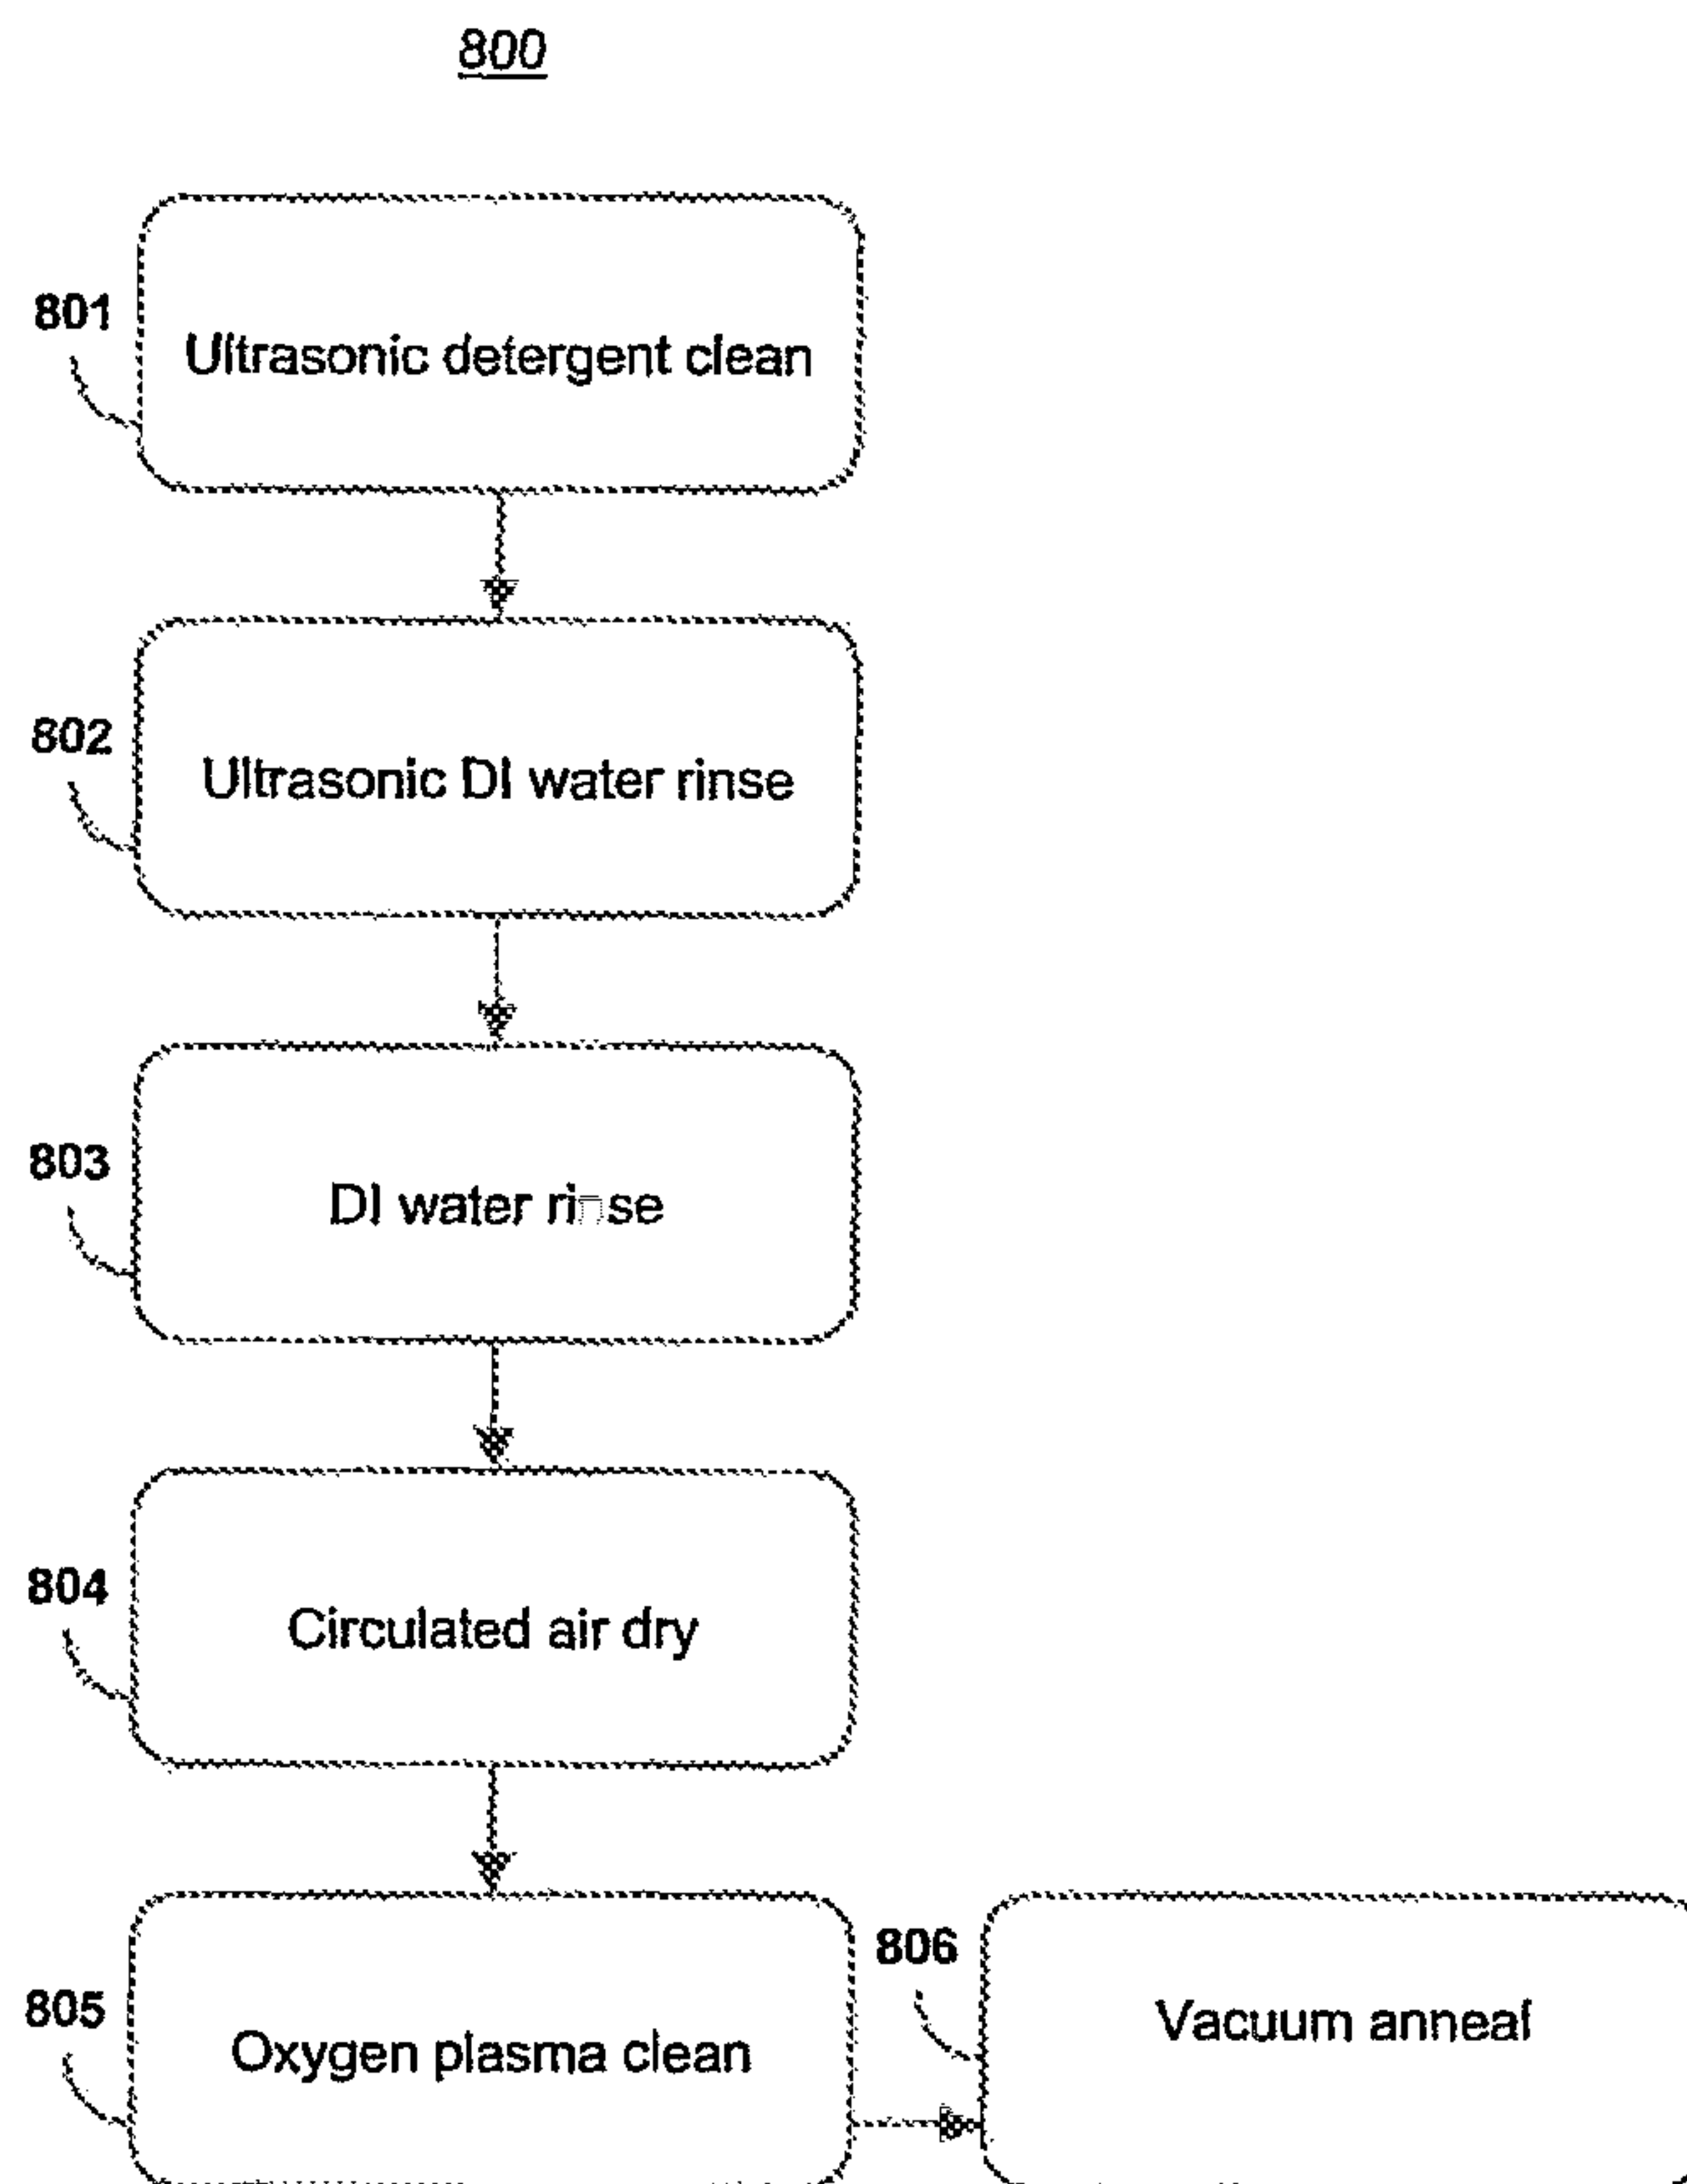 800
801
Ultrasonic detergent clean
802
Ultrasonic DI water rinse
803
DI water rinse
804
Circulated air dry
805
Oxygen plasma clean
806
Vacuum anneal